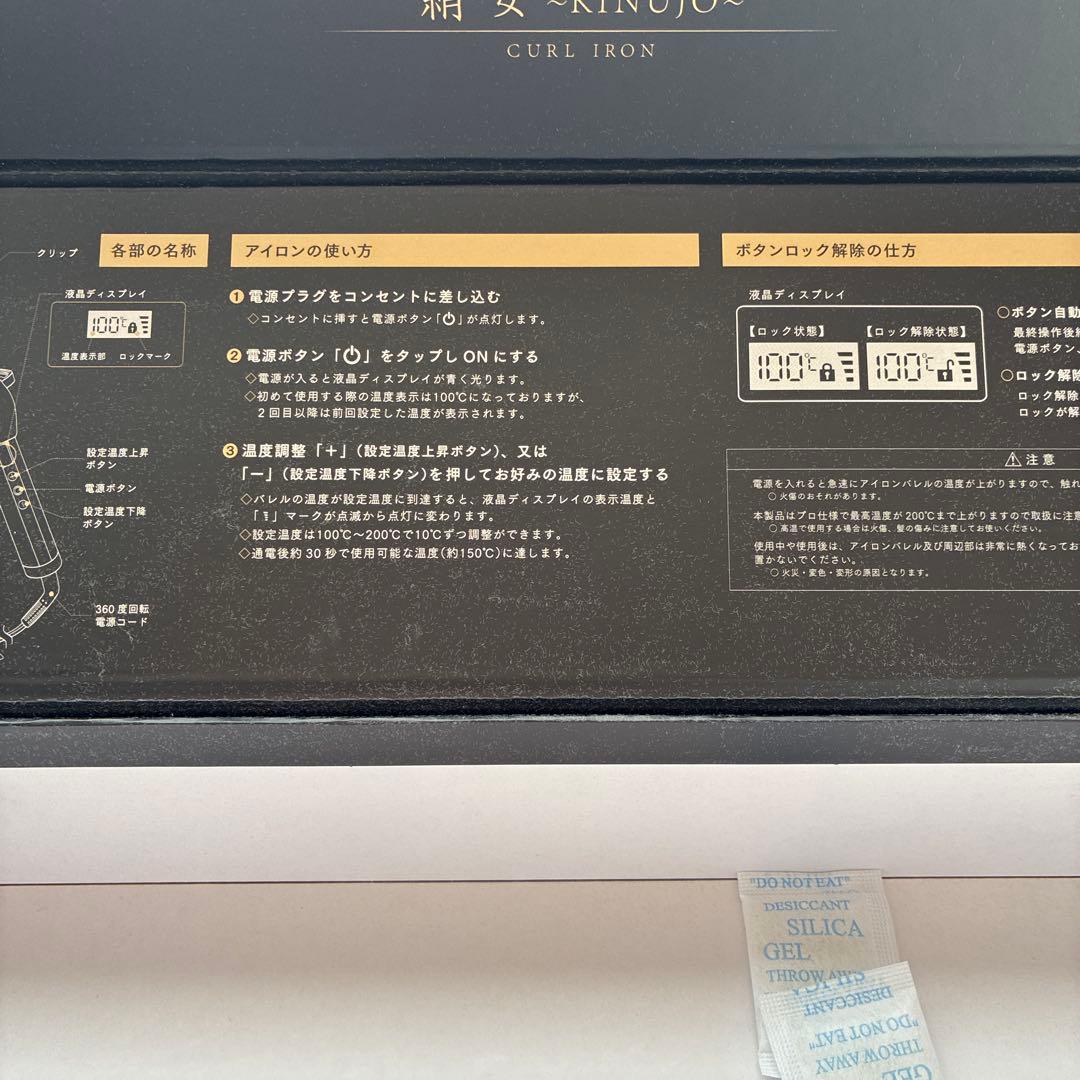 絹女 ~KINUJO~
CURL IRON
クリップ
各部の名称
液晶ディスプレイ
100℃
温度表示部 ロックマーク
設定温度上昇
ボタン
電源ボタン
設定温度下降
ボタン
360度回転
電源コード
アイロンの使い方
1 電源プラグをコンセントに差し込む
◇コンセントに挿すと電源ボタン「⏻」が点灯します。
2 電源ボタン「⏻」をタップしONにする
◇電源が入ると液晶ディスプレイが青く光ります。
◇初めて使用する際の温度表示は100℃になっておりますが、
2回目以降は前回設定した温度が表示されます。
3 温度調整「＋」（設定温度上昇ボタン）、又は
「ー」（設定温度下降ボタン）を押してお好みの温度に設定する
◇バレルの温度が設定温度に到達すると、液晶ディスプレイの表示温度と
「」マークが点滅から点灯に変わります。
◇設定温度は100℃〜200℃で10℃ずつ調整ができます。
◇通電後約30秒で使用可能な温度（約150℃）に達します。
ボタンロック解除の仕方
液晶ディスプレイ
【ロック状態】 【ロック解除状態】
100℃ 100℃
○ボタン自動
最終操作後約
電源ボタン、
○ロック解除
ロック解除
ロックが解
⚠注意
電源を入れると急速にアイロンバレルの温度が上がりますので、触れ
○火傷のおそれがあります。
本製品はプロ仕様で最高温度が200℃まで上がりますので取扱に注意
○高温で使用する場合は火傷、髪の傷みに注意してお使いください。
使用中や使用後は、アイロンバレル及び周辺部は非常に熱くなってお
置かないでください。
○火災・変色・変形の原因となります。
"DO NOT EAT"
DESICCANT
SILICA
GEL
THROW AWAY
SILICA
DESICCANT
"DO NOT EAT"
THROW AWAY
GEL